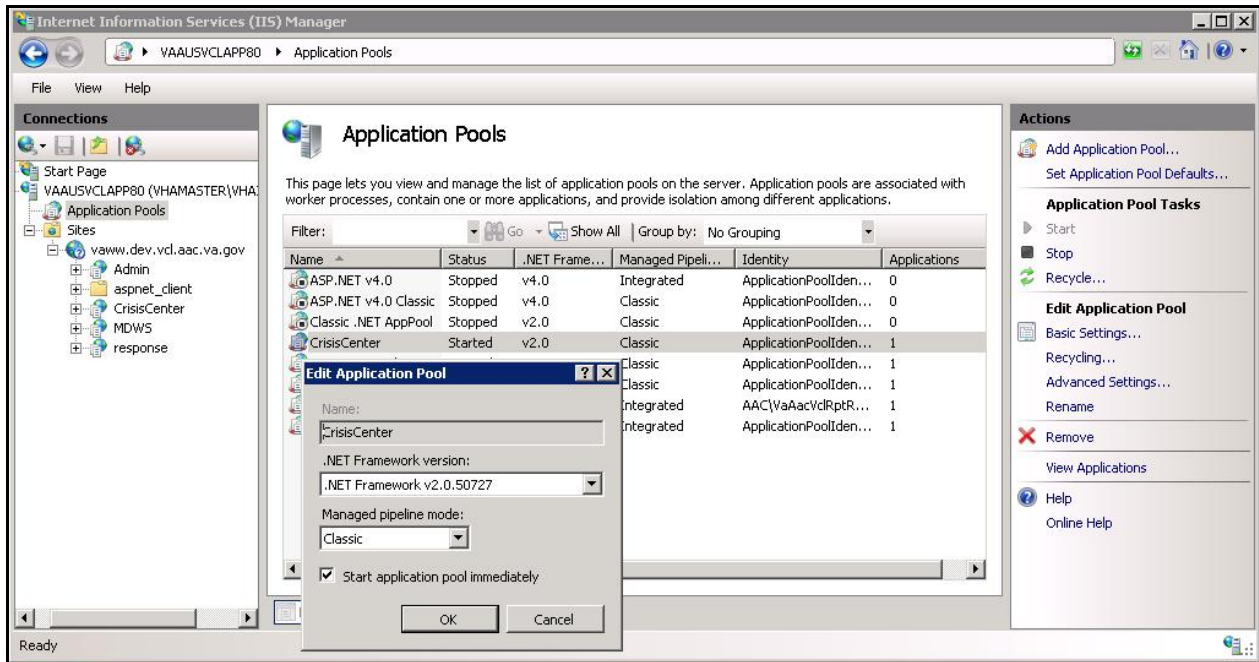 Internet Information Services (IIS) Manager
VAAUSVCLAPP80 Application Pools
File View Help
Connections
Start Page
VAAUSVCLAPP80 (VHAMASTER\VHA
Application Pools
Sites
vaww.dev.vcl.aac.va.gov
Admin
aspnet_client
CrisisCenter
MDWS
response
Application Pools
This page lets you view and manage the list of application pools on the server. Application pools are associated with
worker processes, contain one or more applications, and provide isolation among different applications.
Filter: Go Show All Group by: No Grouping
Name Status .NET Frame... Managed Pipeli... Identity Applications
ASP.NET v4.0 Stopped v4.0 Integrated ApplicationPoolIden... 0
ASP.NET v4.0 Classic Stopped v4.0 Classic ApplicationPoolIden... 0
Classic .NET AppPool Stopped v2.0 Classic ApplicationPoolIden... 0
CrisisCenter Started v2.0 Classic ApplicationPoolIden... 1
Classic ApplicationPoolIden... 1
Classic ApplicationPoolIden... 1
Integrated AAC\VaAacVclRptR... 1
Integrated ApplicationPoolIden... 1
Edit Application Pool
Name:
CrisisCenter
.NET Framework version:
.NET Framework v2.0.50727
Managed pipeline mode:
Classic
Start application pool immediately
OK Cancel
Actions
Add Application Pool...
Set Application Pool Defaults...
Application Pool Tasks
Start
Stop
Recycle...
Edit Application Pool
Basic Settings...
Recycling...
Advanced Settings...
Rename
Remove
View Applications
Help
Online Help
Ready